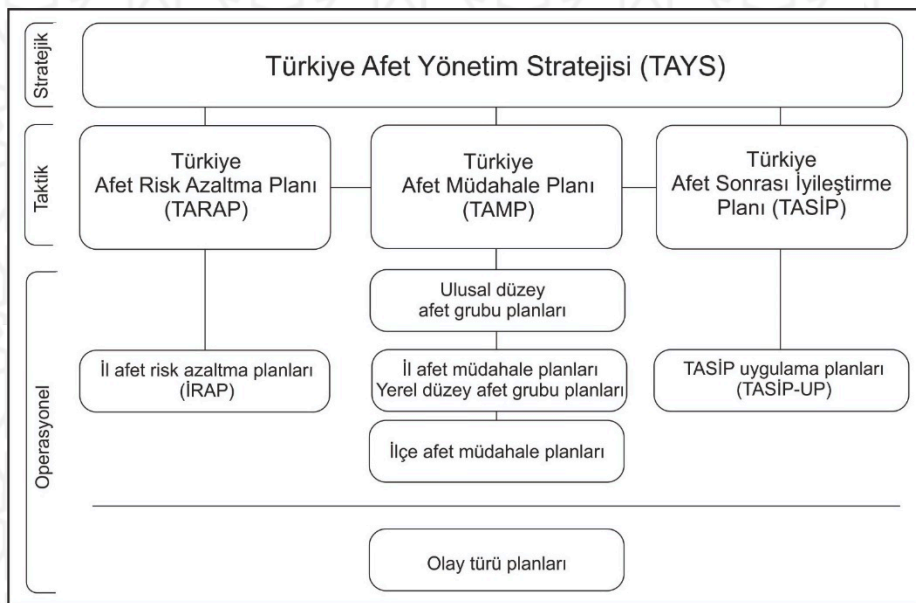 Stratejik
Türkiye Afet Yönetim Stratejisi (TAYS)
Taktik
Türkiye
Afet Risk Azaltma Planı
(TARAP)
Türkiye
Afet Müdahale Planı
(TAMP)
Türkiye
Afet Sonrası İyileştirme
Planı (TASİP)
Operasyonel
Ulusal düzey
afet grubu planları
İl afet risk azaltma planları
(İRAP)
İl afet müdahale planları
Yerel düzey afet grubu planları
TASİP uygulama planları
(TASİP-UP)
İlçe afet müdahale planları
Olay türü planları